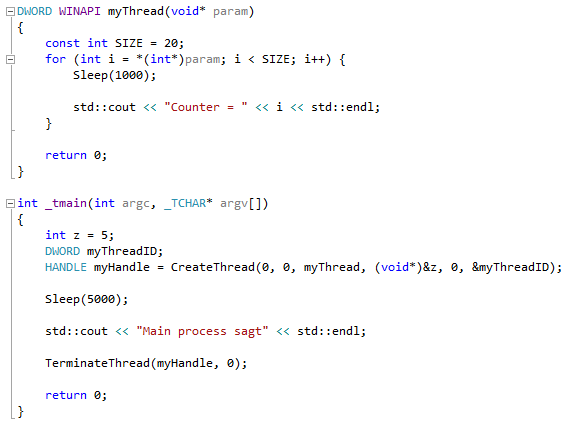 DWORD WINAPI myThread(void* param)
{
    const int SIZE = 20;
    for (int i = *(int*)param; i < SIZE; i++) {
        Sleep(1000);

        std::cout << "Counter = " << i << std::endl;
    }

    return 0;
}

int _tmain(int argc, _TCHAR* argv[])
{
    int z = 5;
    DWORD myThreadID;
    HANDLE myHandle = CreateThread(0, 0, myThread, (void*)&z, 0, &myThreadID);

    Sleep(5000);

    std::cout << "Main process sagt" << std::endl;

    TerminateThread(myHandle, 0);

    return 0;
}